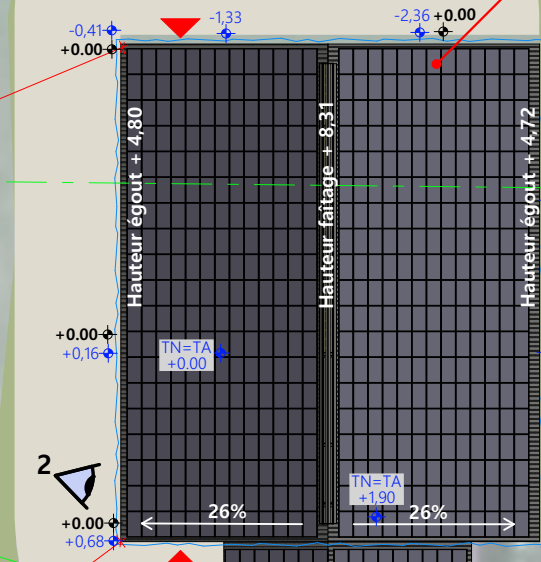 -0,41
-1,33
-2,36
+0.00
+0.00
Hauteur égout + 4,80
Hauteur faîtage + 8,31
Hauteur égout + 4,72
+0.00
+0,16
TN=TA
+0.00
2
TN=TA
+1,90
+0.00
26%
26%
+0,68